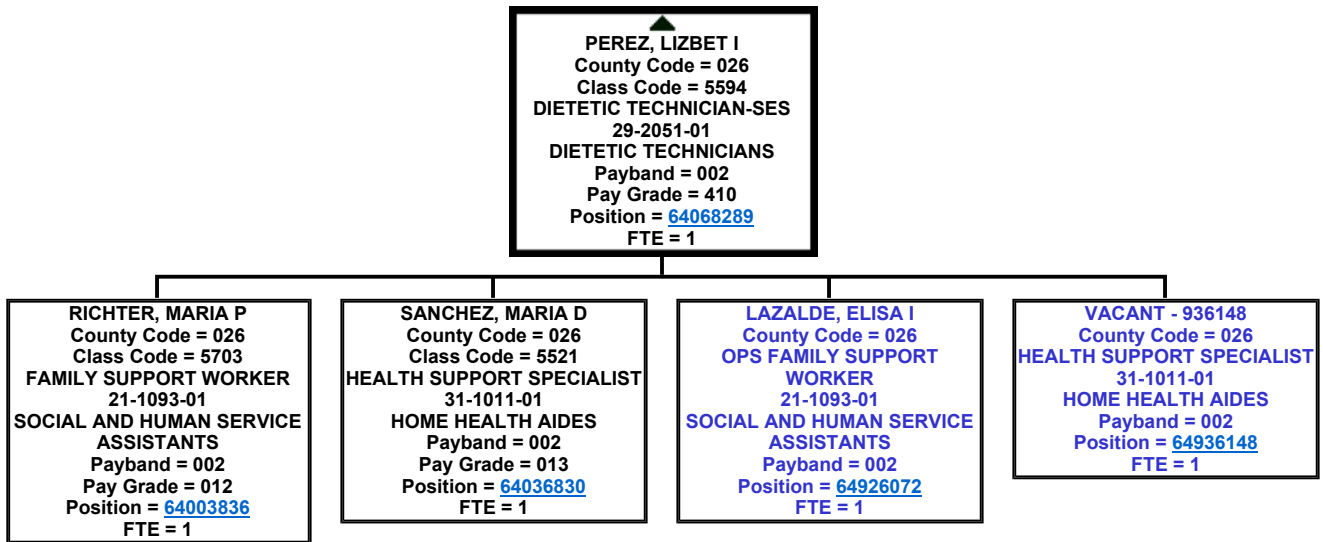 PEREZ, LIZBET I
County Code = 026
Class Code = 5594
DIETETIC TECHNICIAN-SES
29-2051-01
DIETETIC TECHNICIANS
Payband = 002
Pay Grade = 410
Position = 64068289
FTE = 1
RICHTER, MARIA P
County Code = 026
Class Code = 5703
FAMILY SUPPORT WORKER
21-1093-01
SOCIAL AND HUMAN SERVICE
ASSISTANTS
Payband = 002
Pay Grade = 012
Position = 64003836
FTE = 1
SANCHEZ, MARIA D
County Code = 026
Class Code = 5521
HEALTH SUPPORT SPECIALIST
31-1011-01
HOME HEALTH AIDES
Payband = 002
Pay Grade = 013
Position = 64036830
FTE = 1
LAZALDE, ELISA I
County Code = 026
OPS FAMILY SUPPORT
WORKER
21-1093-01
SOCIAL AND HUMAN SERVICE
ASSISTANTS
Payband = 002
Position = 64926072
FTE = 1
VACANT - 936148
County Code = 026
HEALTH SUPPORT SPECIALIST
31-1011-01
HOME HEALTH AIDES
Payband = 002
Position = 64936148
FTE = 1